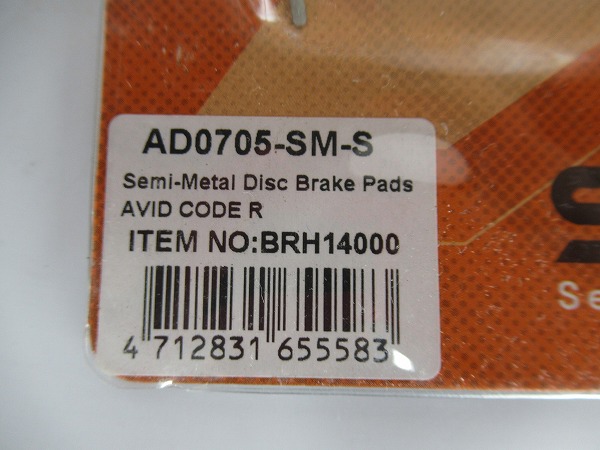 AD0705-SM-S
Semi-Metal Disc Brake Pads
AVID CODE R
ITEM NO:BRH14000
4 712831 655583